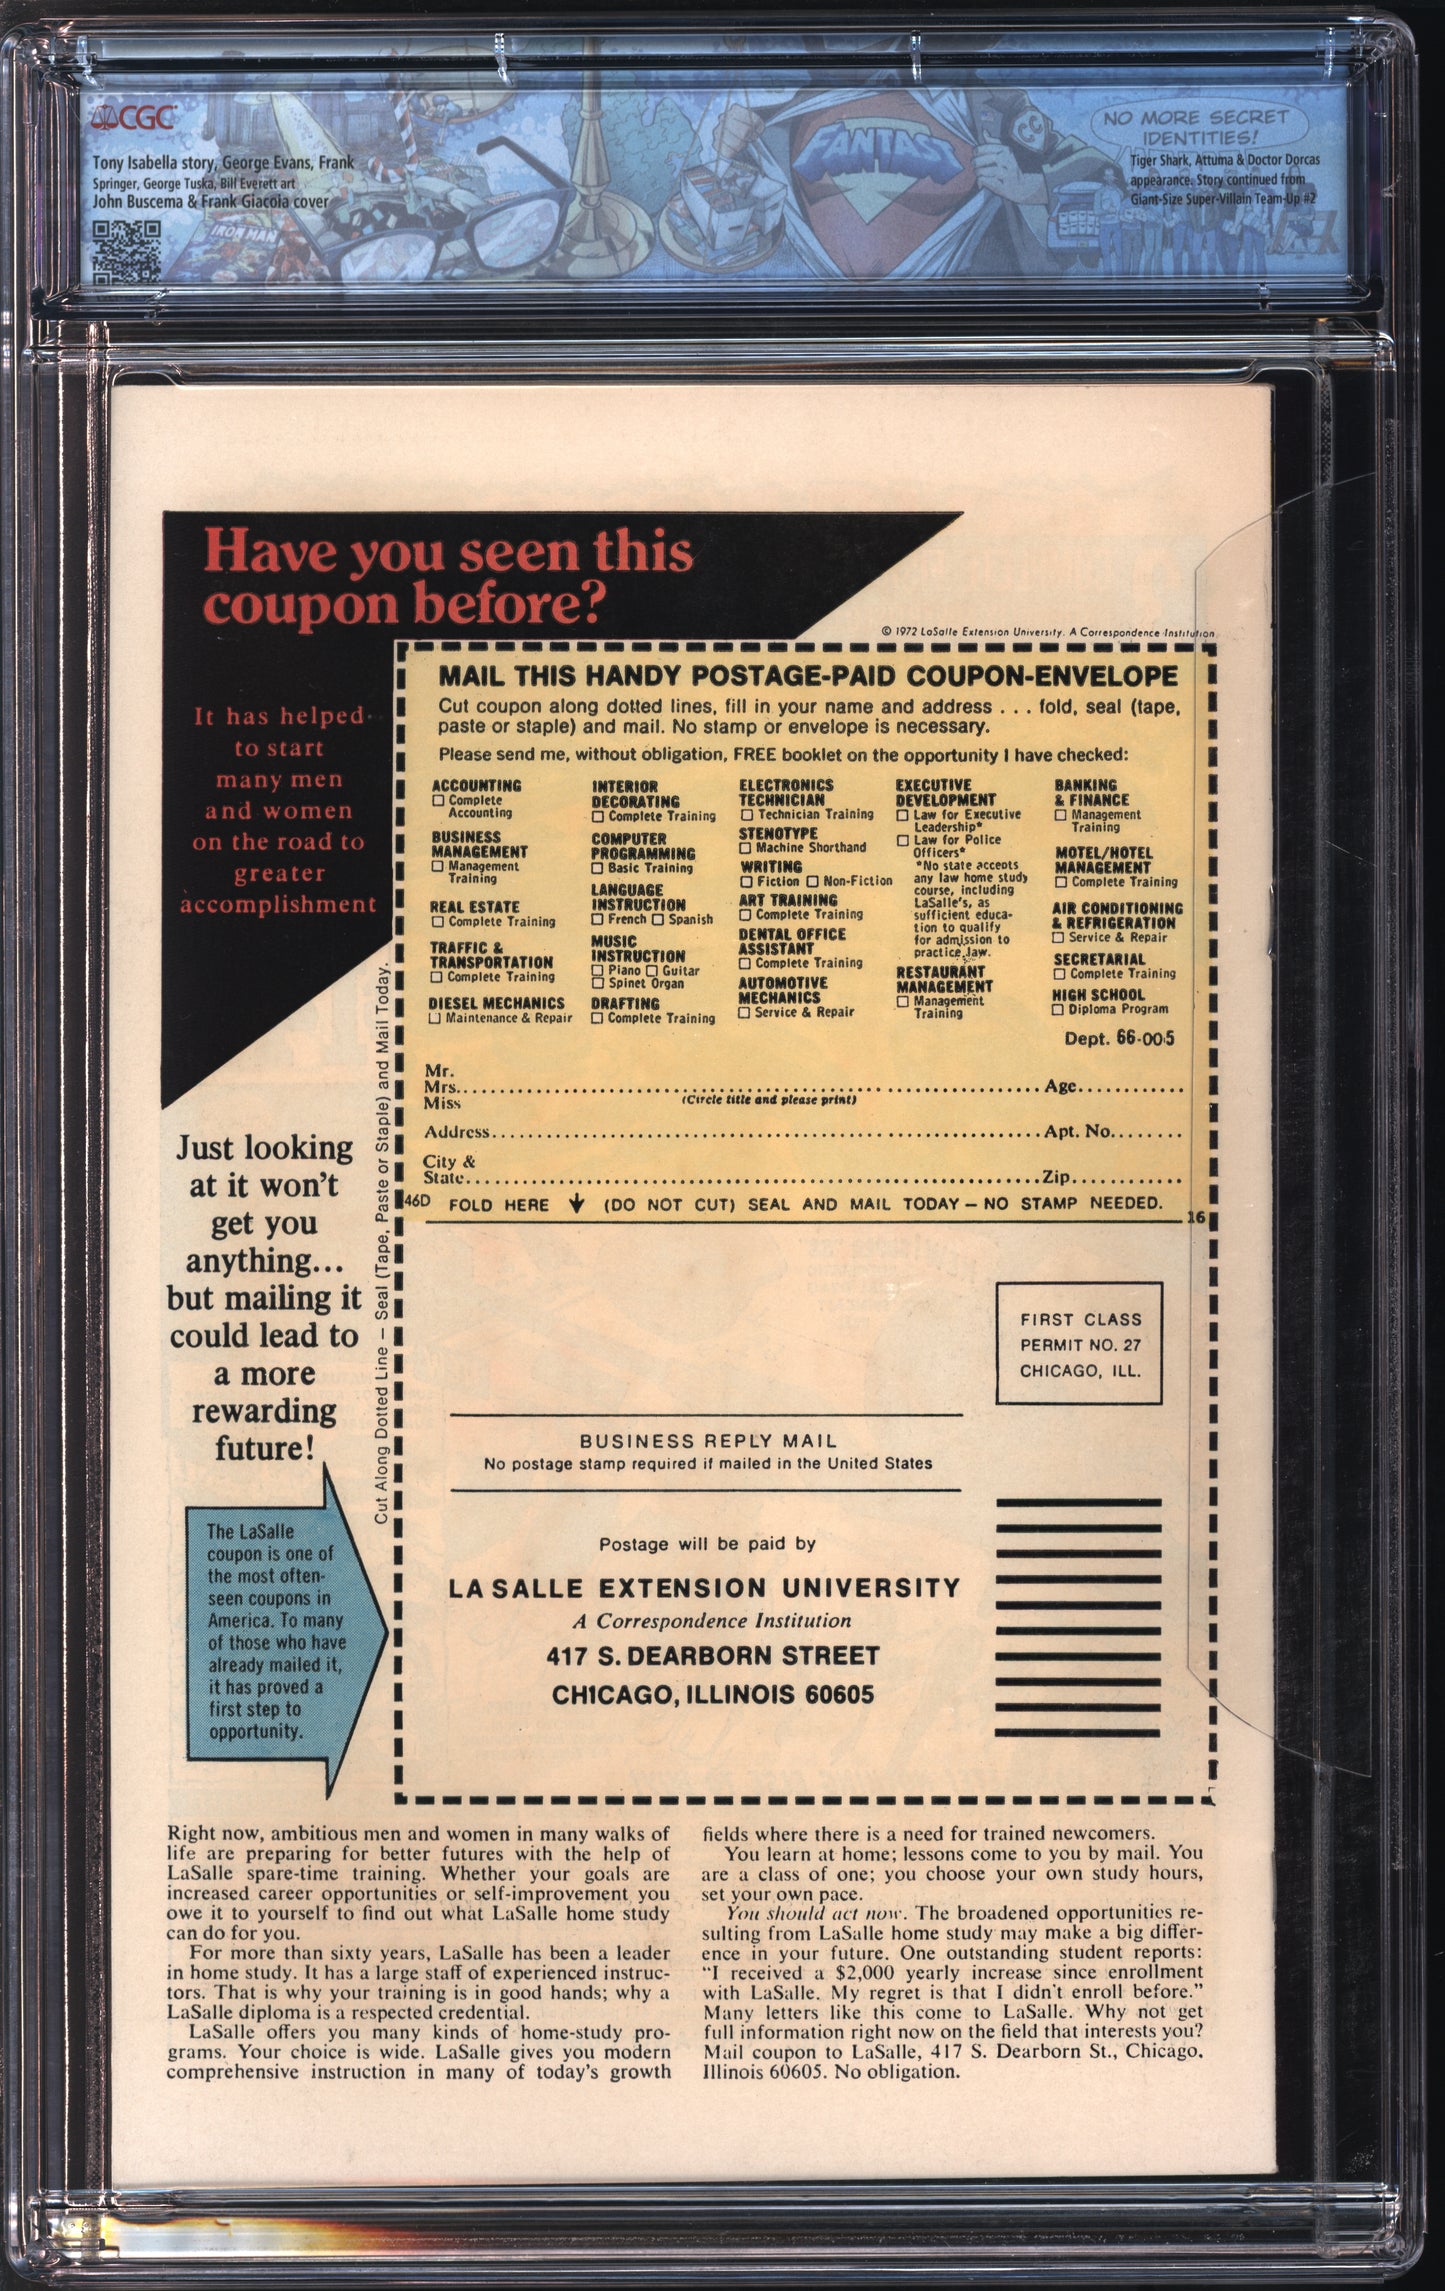 CGC
Tony Isabella story, George Evans, Frank
Springer, George Tuska, Bill Everett art
John Buscema & Frank Giacoia cover
IRON MAN
FANTAST
CC
NO MORE SECRET
IDENTITIES!
Tiger Shark, Attuma & Doctor Dorcas
appearance. Story continued from
Giant-Size Super-Villain Team-Up #2
Have you seen this
coupon before?
It has helped
to start
many men
and women
on the road to
greater
accomplishment
© 1972 LaSalle Extension University. A Correspondence Institution
MAIL THIS HANDY POSTAGE-PAID COUPON-ENVELOPE
Cut coupon along dotted lines, fill in your name and address . . . fold, seal (tape,
paste or staple) and mail. No stamp or envelope is necessary.
Please send me, without obligation, FREE booklet on the opportunity I have checked:
ACCOUNTING
☐ Complete
Accounting
BUSINESS
MANAGEMENT
☐ Management
Training
REAL ESTATE
☐ Complete Training
TRAFFIC &
TRANSPORTATION
☐ Complete Training
DIESEL MECHANICS
☐ Maintenance & Repair
INTERIOR
DECORATING
☐ Complete Training
COMPUTER
PROGRAMMING
☐ Basic Training
LANGUAGE
INSTRUCTION
☐ French ☐ Spanish
MUSIC
INSTRUCTION
☐ Piano ☐ Guitar
☐ Spinet Organ
DRAFTING
☐ Complete Training
ELECTRONICS
TECHNICIAN
☐ Technician Training
STENOTYPE
☐ Machine Shorthand
WRITING
☐ Fiction ☐ Non-Fiction
ART TRAINING
☐ Complete Training
DENTAL OFFICE
ASSISTANT
☐ Complete Training
AUTOMOTIVE
MECHANICS
☐ Service & Repair
EXECUTIVE
DEVELOPMENT
☐ Law for Executive
Leadership*
☐ Law for Police
Officers*
*No state accepts
any law home study
course, including
LaSalle's, as
sufficient educa-
tion to qualify
for admission to
practice law.
RESTAURANT
MANAGEMENT
☐ Management
Training
BANKING
& FINANCE
☐ Management
Training
MOTEL/HOTEL
MANAGEMENT
☐ Complete Training
AIR CONDITIONING
& REFRIGERATION
☐ Service & Repair
SECRETARIAL
☐ Complete Training
HIGH SCHOOL
☐ Diploma Program
Dept. 66-005
Mr.
Mrs. Age
Miss (Circle title and please print)
Address Apt. No.
City &
State Zip
46D FOLD HERE ↓ (DO NOT CUT) SEAL AND MAIL TODAY – NO STAMP NEEDED.
16
Cut Along Dotted Line – Seal (Tape, Paste or Staple) and Mail Today.
Just looking
at it won't
get you
anything...
but mailing it
could lead to
a more
rewarding
future!
The LaSalle
coupon is one of
the most often-
seen coupons in
America. To many
of those who have
already mailed it,
it has proved a
first step to
opportunity.
FIRST CLASS
PERMIT NO. 27
CHICAGO, ILL.
BUSINESS REPLY MAIL
No postage stamp required if mailed in the United States
Postage will be paid by
LA SALLE EXTENSION UNIVERSITY
A Correspondence Institution
417 S. DEARBORN STREET
CHICAGO, ILLINOIS 60605
Right now, ambitious men and women in many walks of
life are preparing for better futures with the help of
LaSalle spare-time training. Whether your goals are
increased career opportunities or self-improvement you
owe it to yourself to find out what LaSalle home study
can do for you.
For more than sixty years, LaSalle has been a leader
in home study. It has a large staff of experienced instruc-
tors. That is why your training is in good hands; why a
LaSalle diploma is a respected credential.
LaSalle offers you many kinds of home-study pro-
grams. Your choice is wide. LaSalle gives you modern
comprehensive instruction in many of today's growth
fields where there is a need for trained newcomers.
You learn at home; lessons come to you by mail. You
are a class of one; you choose your own study hours,
set your own pace.
You should act now. The broadened opportunities re-
sulting from LaSalle home study may make a big differ-
ence in your future. One outstanding student reports:
"I received a $2,000 yearly increase since enrollment
with LaSalle. My regret is that I didn't enroll before."
Many letters like this come to LaSalle. Why not get
full information right now on the field that interests you?
Mail coupon to LaSalle, 417 S. Dearborn St., Chicago,
Illinois 60605. No obligation.